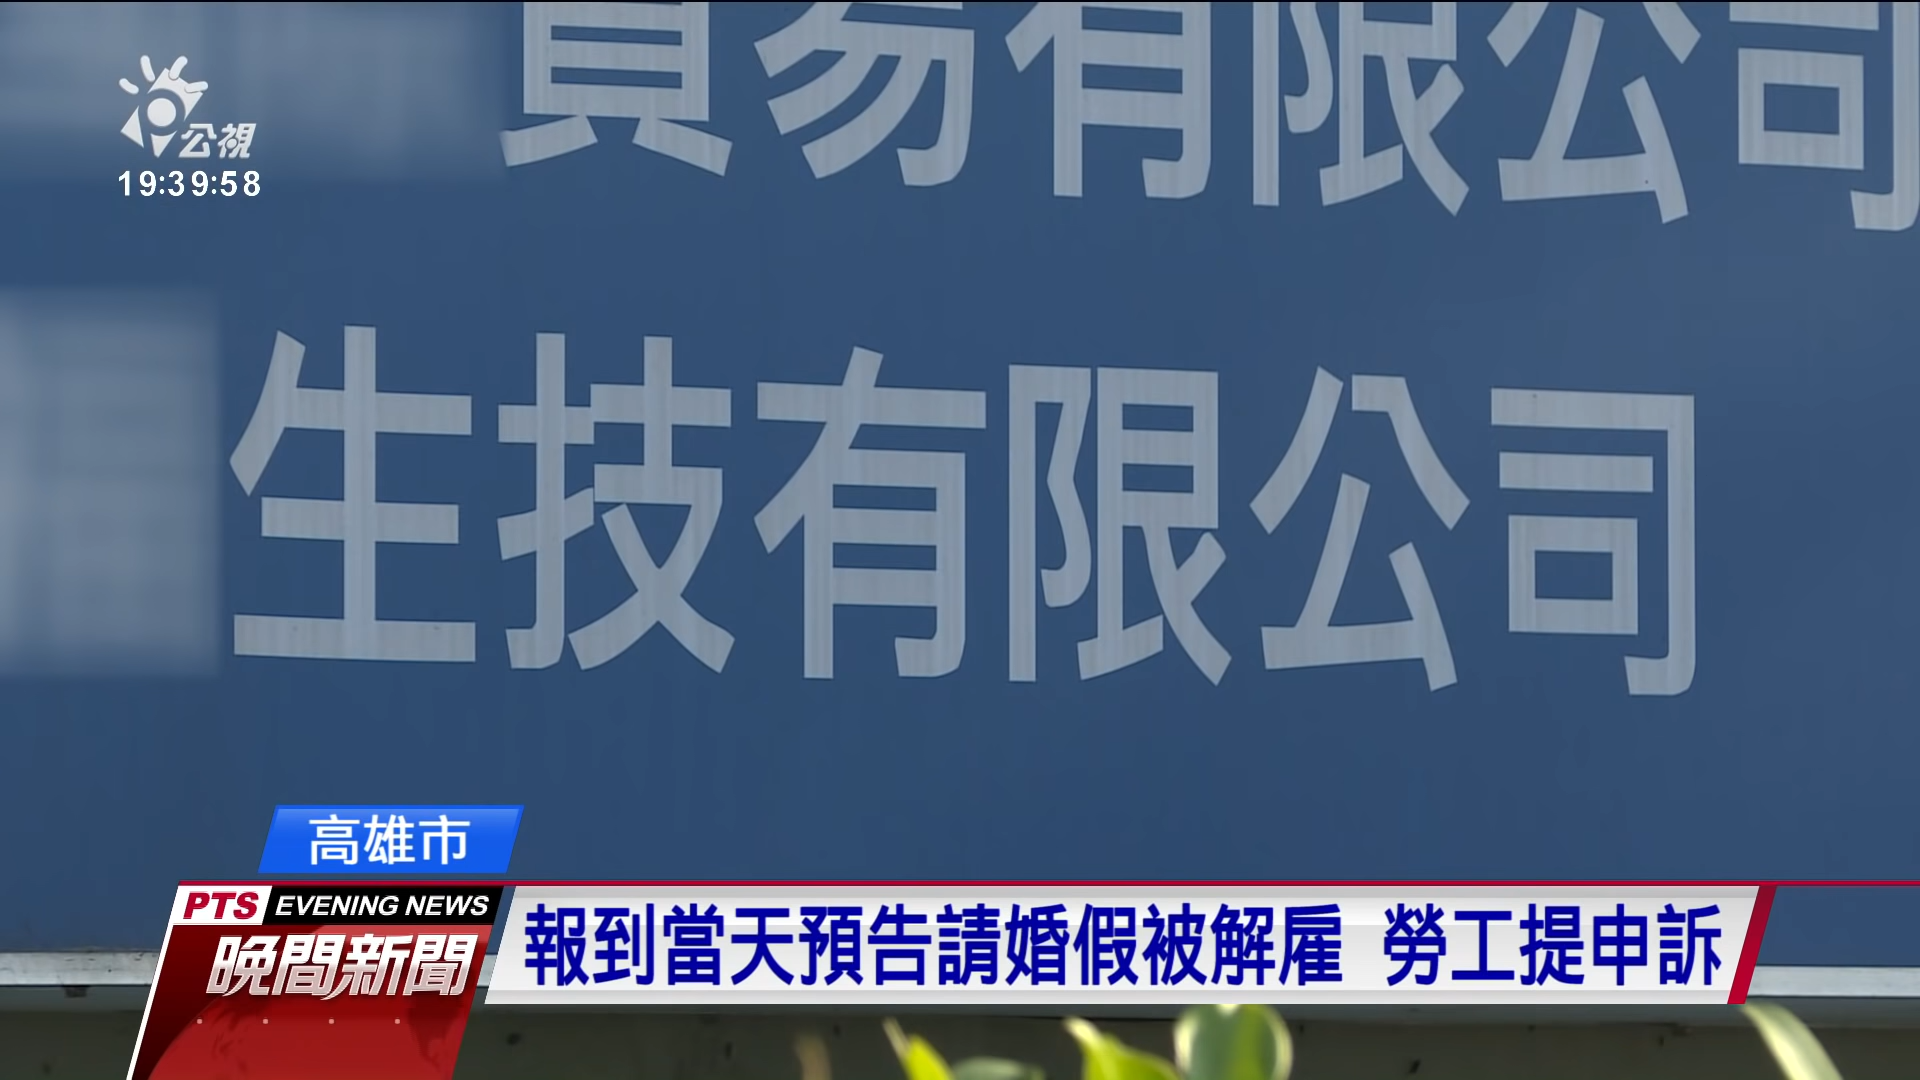 貿易有限公司
公視
19:39:58
生技有限公司
高雄市
PTS EVENING NEWS
晚間新聞
報到當天預告請婚假被解雇 勞工提申訴